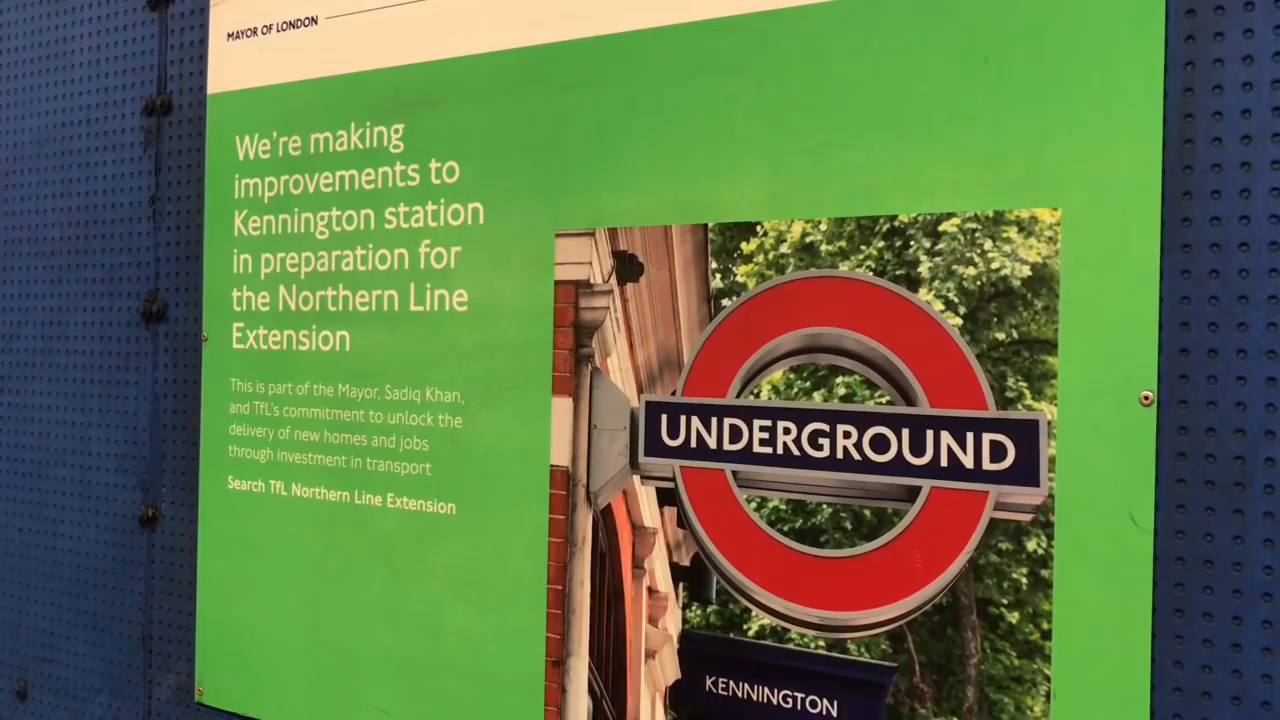 MAYOR OF LONDON
We're making
improvements to
Kennington station
in preparation for
the Northern Line
Extension
This is part of the Mayor, Sadiq Khan,
and TfL's commitment to unlock the
delivery of new homes and jobs
through investment in transport
Search TfL Northern Line Extension
UNDERGROUND
KENNINGTON